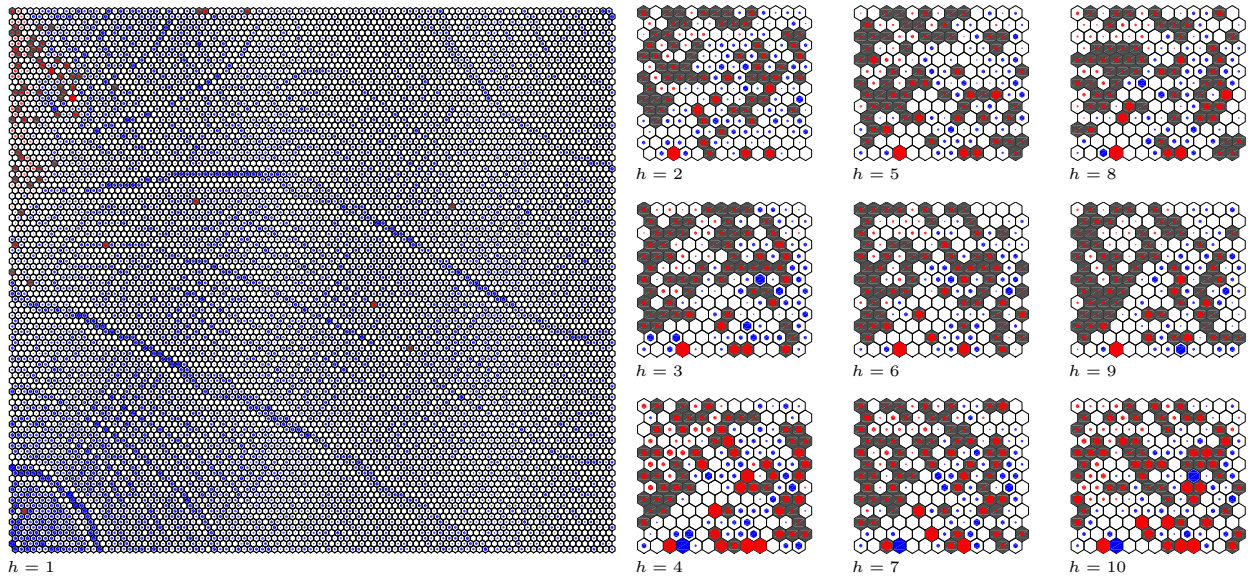 h = 2
h = 5
h = 8
h = 3
h = 6
h = 9
h = 1
h = 4
h = 7
h = 10